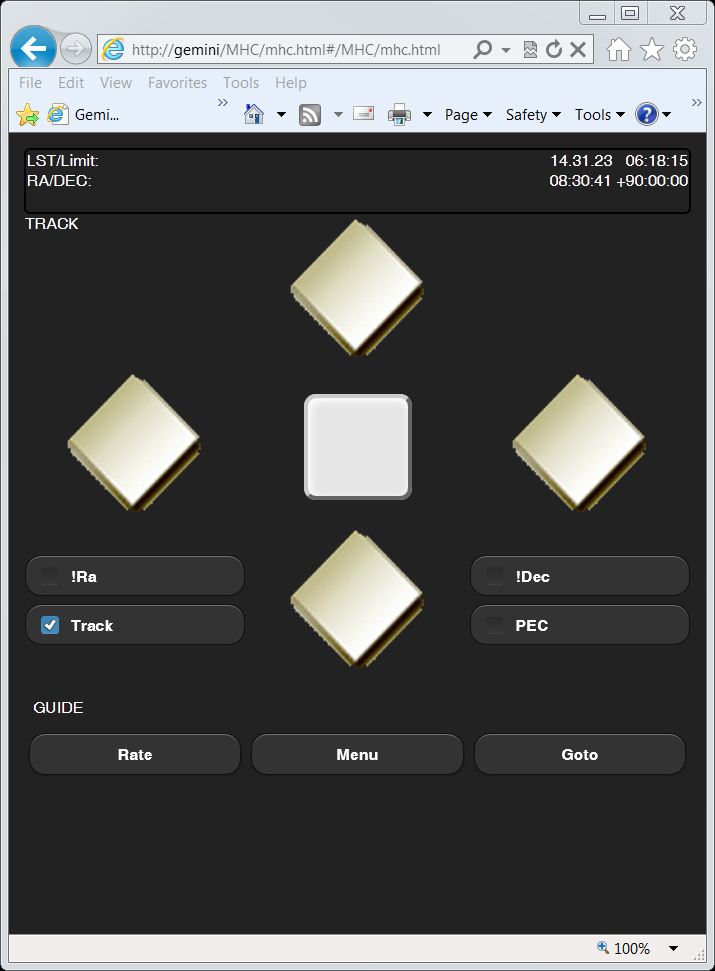 http://gemini/MHC/mhc.html#/MHC/mhc.html
File Edit View Favorites Tools Help
Gemi... Page Safety Tools
LST/Limit: 14.31.23 06:18:15
RA/DEC: 08:30:41 +90:00:00
TRACK
!Ra !Dec
Track PEC
GUIDE
Rate Menu Goto
100%